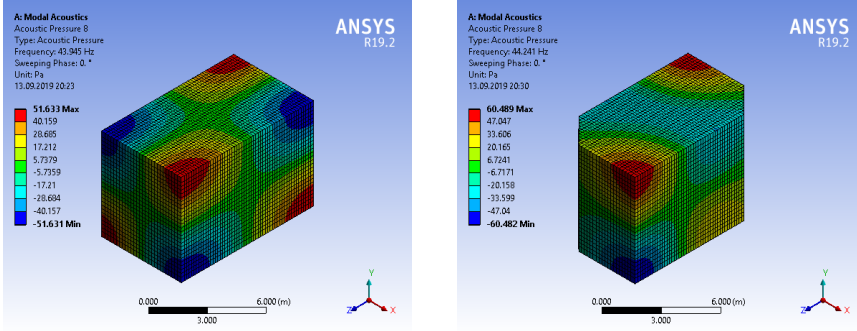 A: Modal Acoustics
Acoustic Pressure 8
Type: Acoustic Pressure
Frequency: 43.945 Hz
Sweeping Phase: 0. °
Unit: Pa
13.09.2019 20:23
51.633 Max
40.159
28.685
17.212
5.7379
-5.7359
-17.21
-28.684
-40.157
-51.631 Min
ANSYS
R19.2
0.000
6.000 (m)
3.000
Y
Z
X
A: Modal Acoustics
Acoustic Pressure 8
Type: Acoustic Pressure
Frequency: 44.241 Hz
Sweeping Phase: 0. °
Unit: Pa
13.09.2019 20:30
60.489 Max
47.047
33.606
20.165
6.7241
-6.7171
-20.158
-33.599
-47.04
-60.482 Min
ANSYS
R19.2
0.000
6.000 (m)
3.000
Y
Z
X